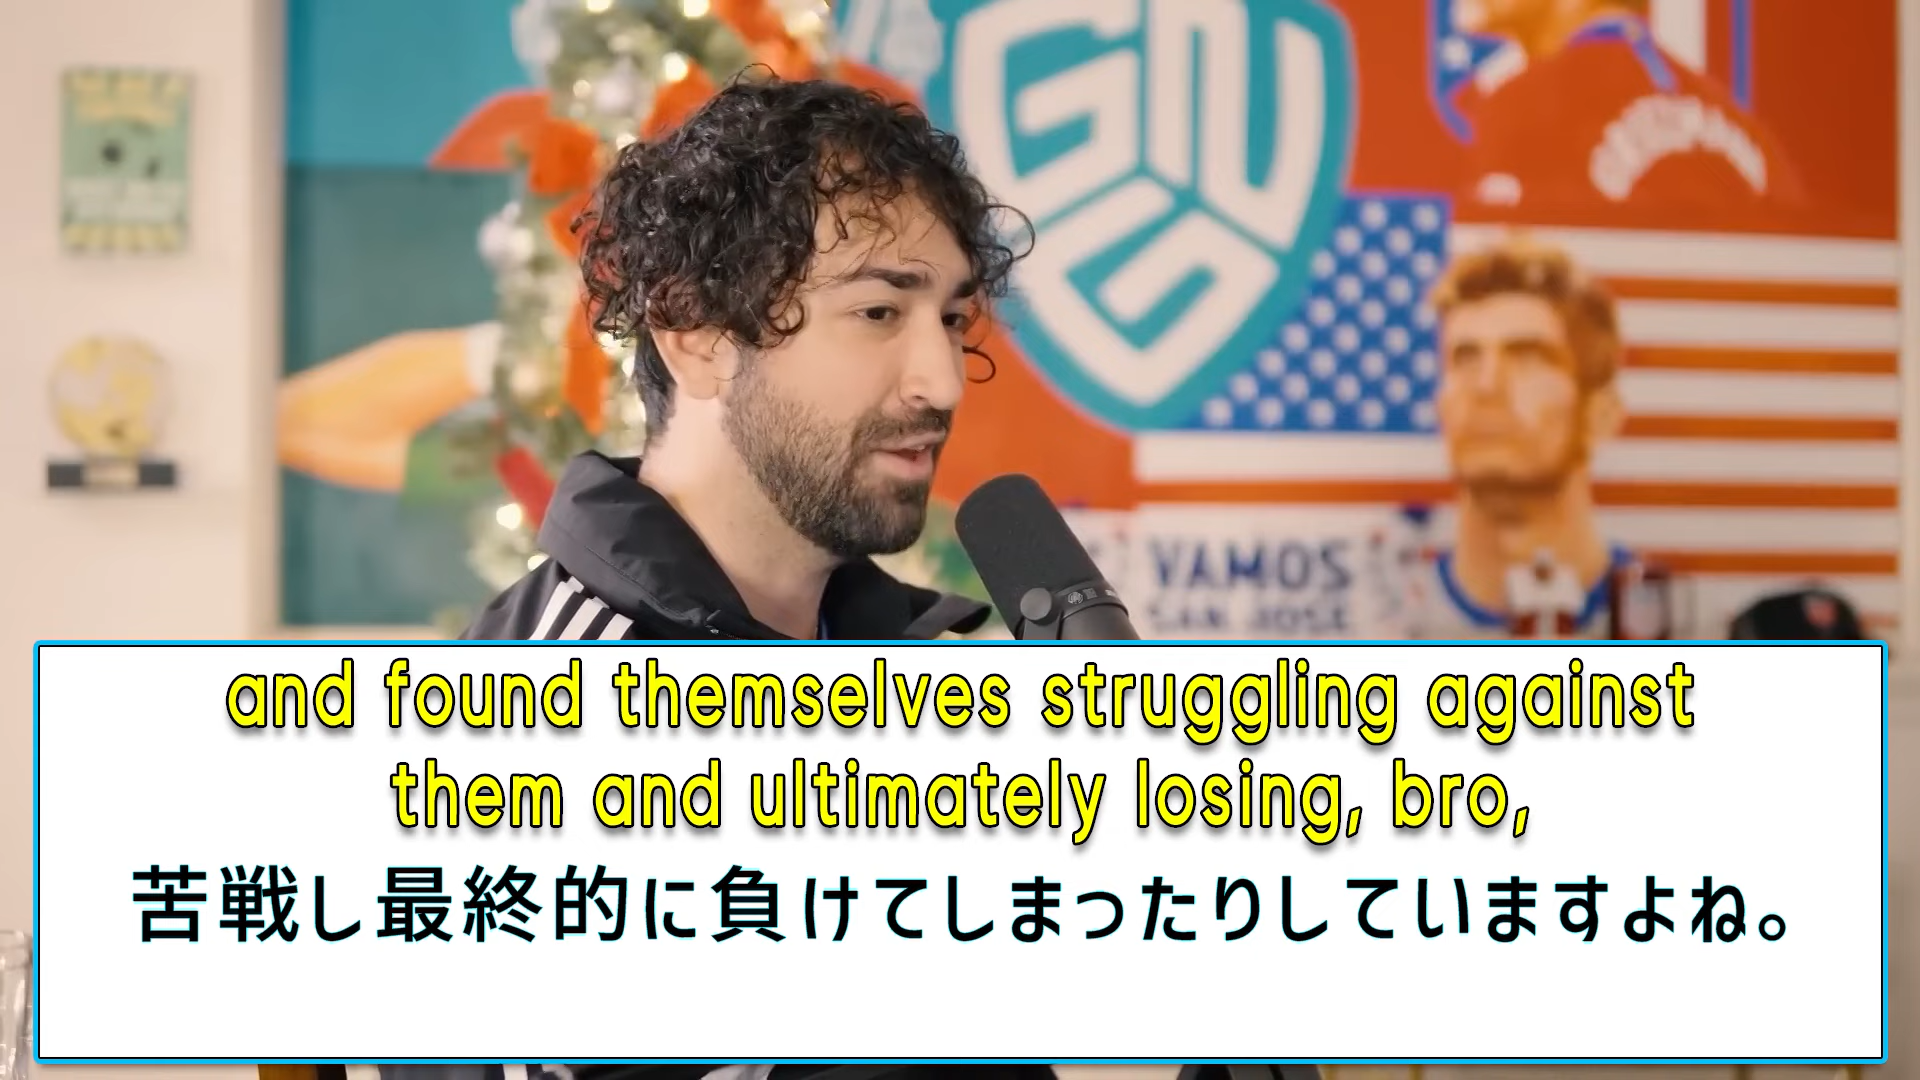 VAMOS
SAN JOSE
and found themselves struggling against
them and ultimately losing, bro,
苦戦し最終的に負けてしまったりしていますよね。